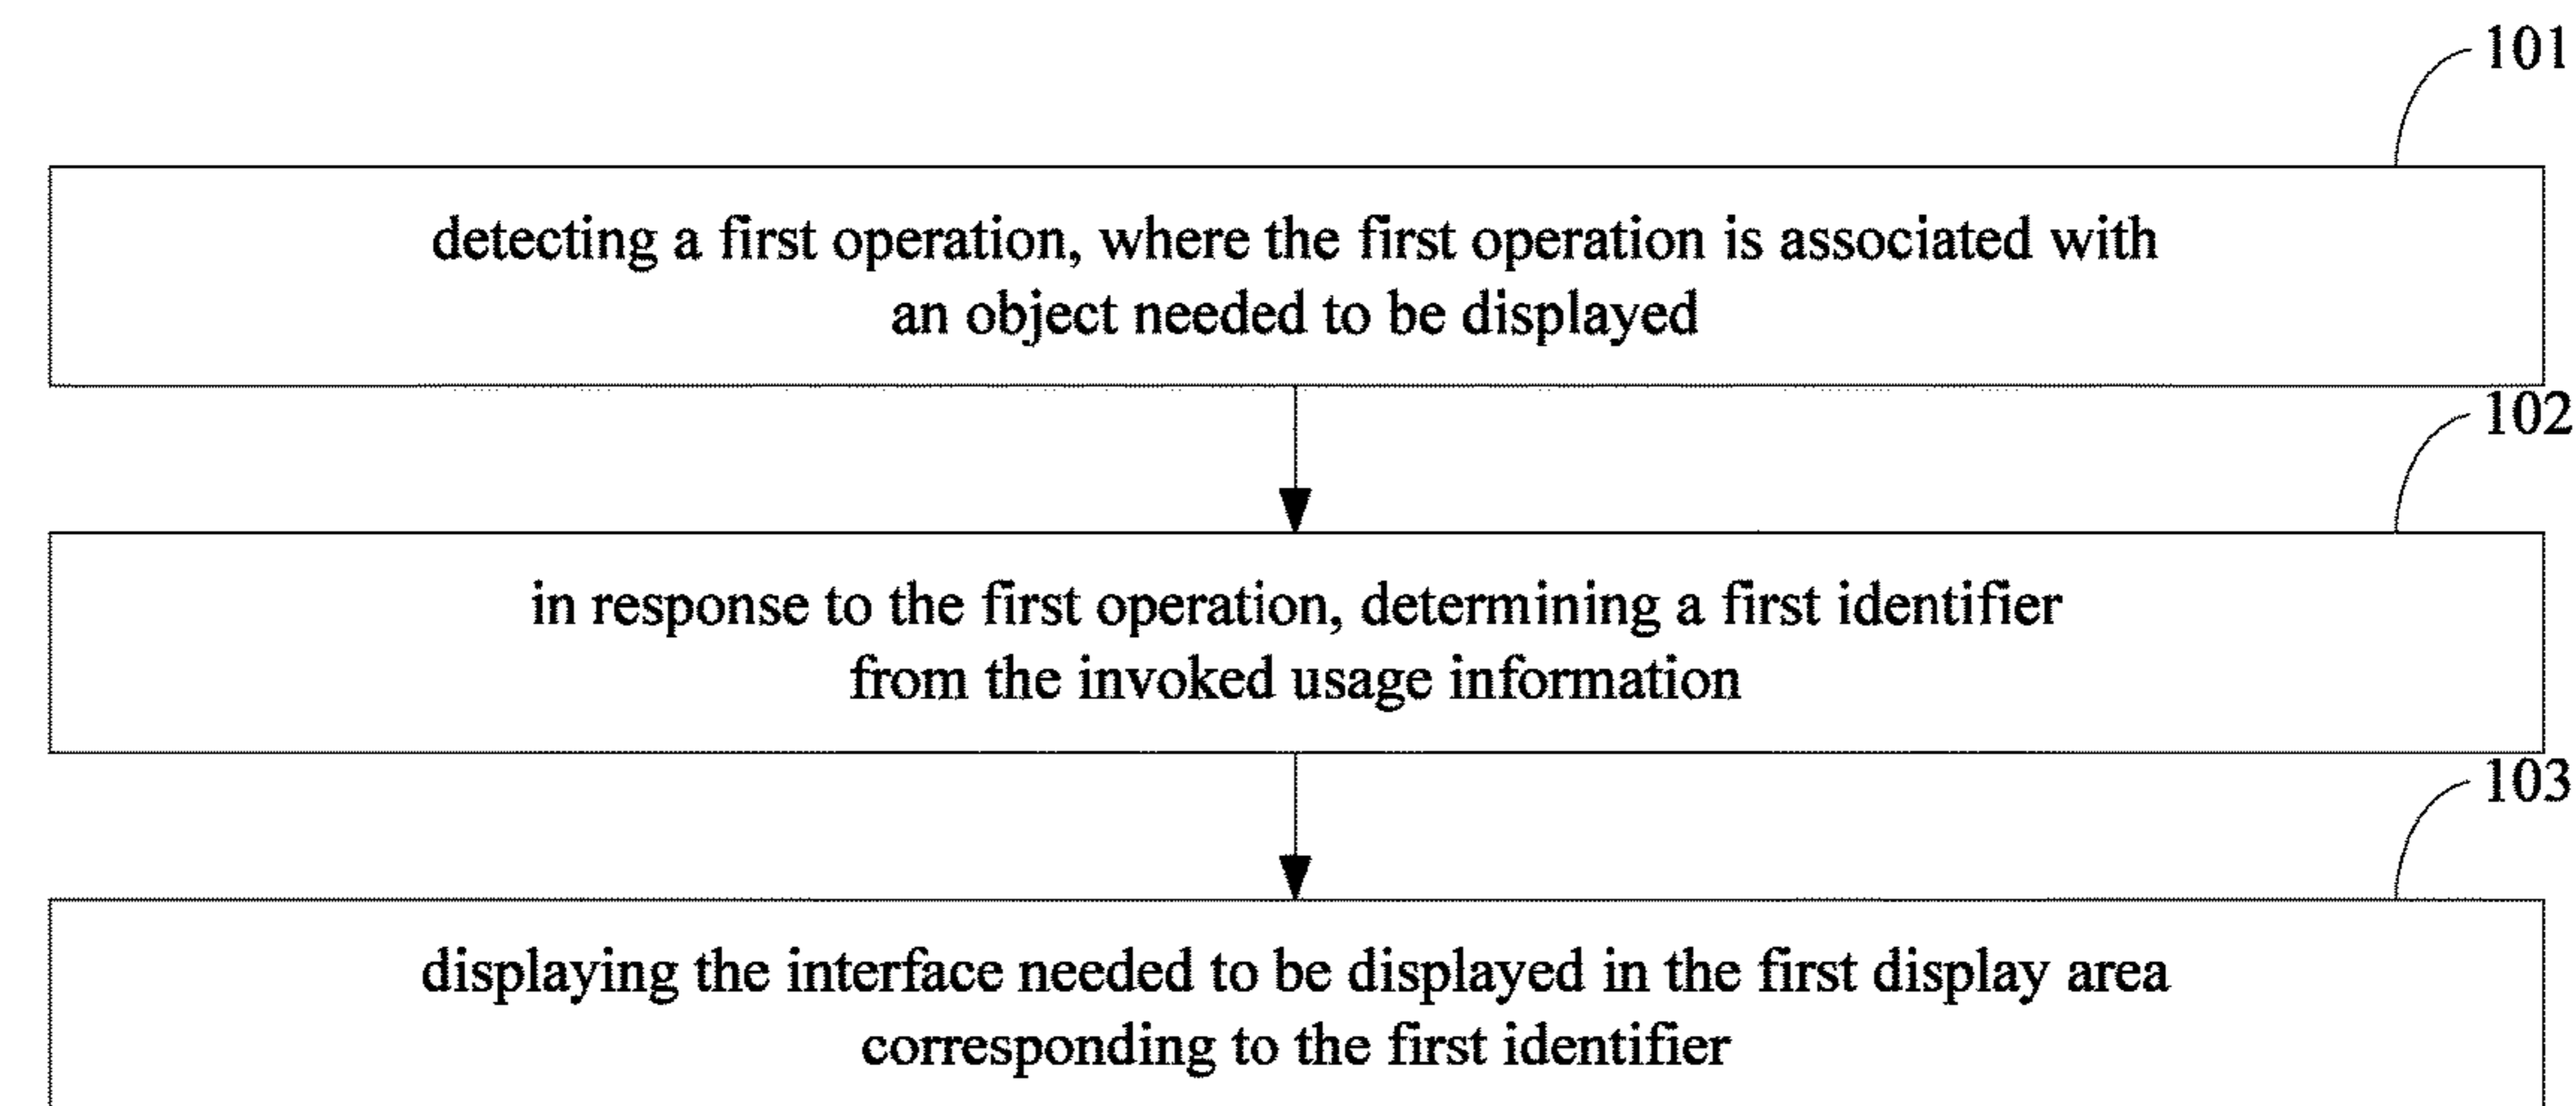 101
detecting a first operation, where the first operation is associated with
an object needed to be displayed
102
in response to the first operation, determining a first identifier
from the invoked usage information
103
displaying the interface needed to be displayed in the first display area
corresponding to the first identifier